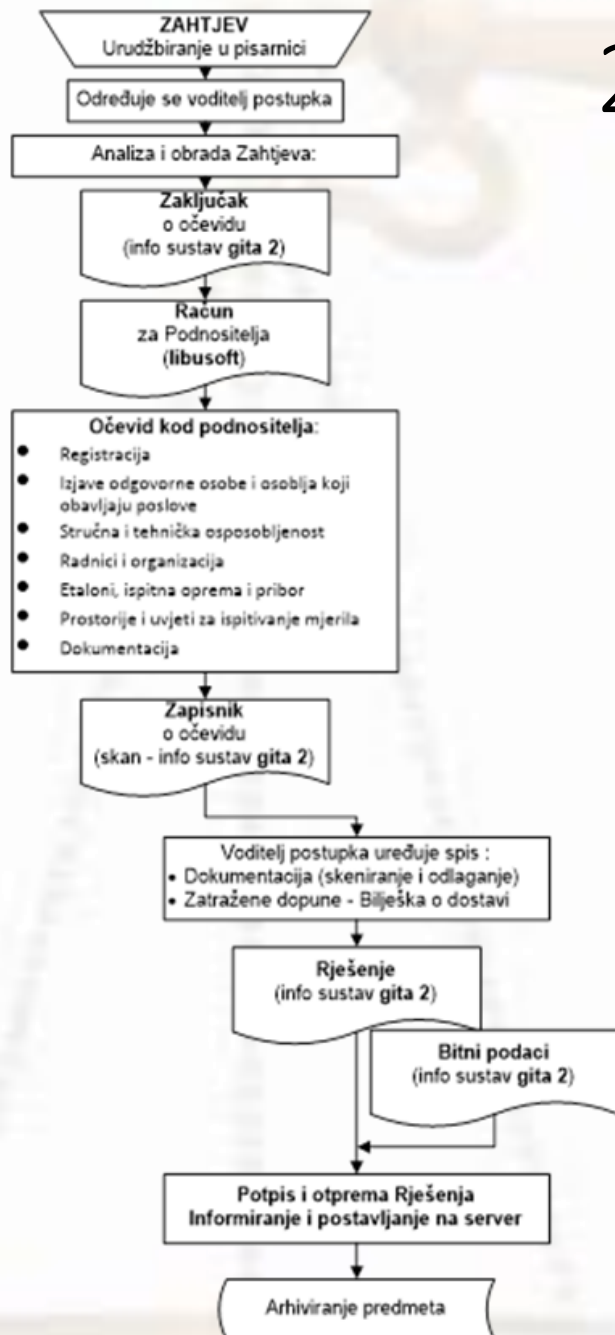 ZAHTJEV
Urudžbiranje u pisarnici
2
Određuje se voditelj postupka
Analiza i obrada Zahtjeva:
Zaključak
o očevidu
(info sustav gita 2)
Račun
za Podnositelja
(libusoft)
Očevid kod podnositelja:
● Registracija
● Izjave odgovorne osobe i osoblja koji
obavljaju poslove
● Stručna i tehnička osposobljenost
● Radnici i organizacija
● Etaloni, ispitna oprema i pribor
● Prostorije i uvjeti za ispitivanje mjerila
● Dokumentacija
Zapisnik
o očevidu
(skan - info sustav gita 2)
Voditelj postupka uređuje spis :
• Dokumentacija (skeniranje i odlaganje)
• Zatražene dopune - Bilješka o dostavi
Rješenje
(info sustav gita 2)
Bitni podaci
(info sustav gita 2)
Potpis i otprema Rješenja
Informiranje i postavljanje na server
Arhiviranje predmeta